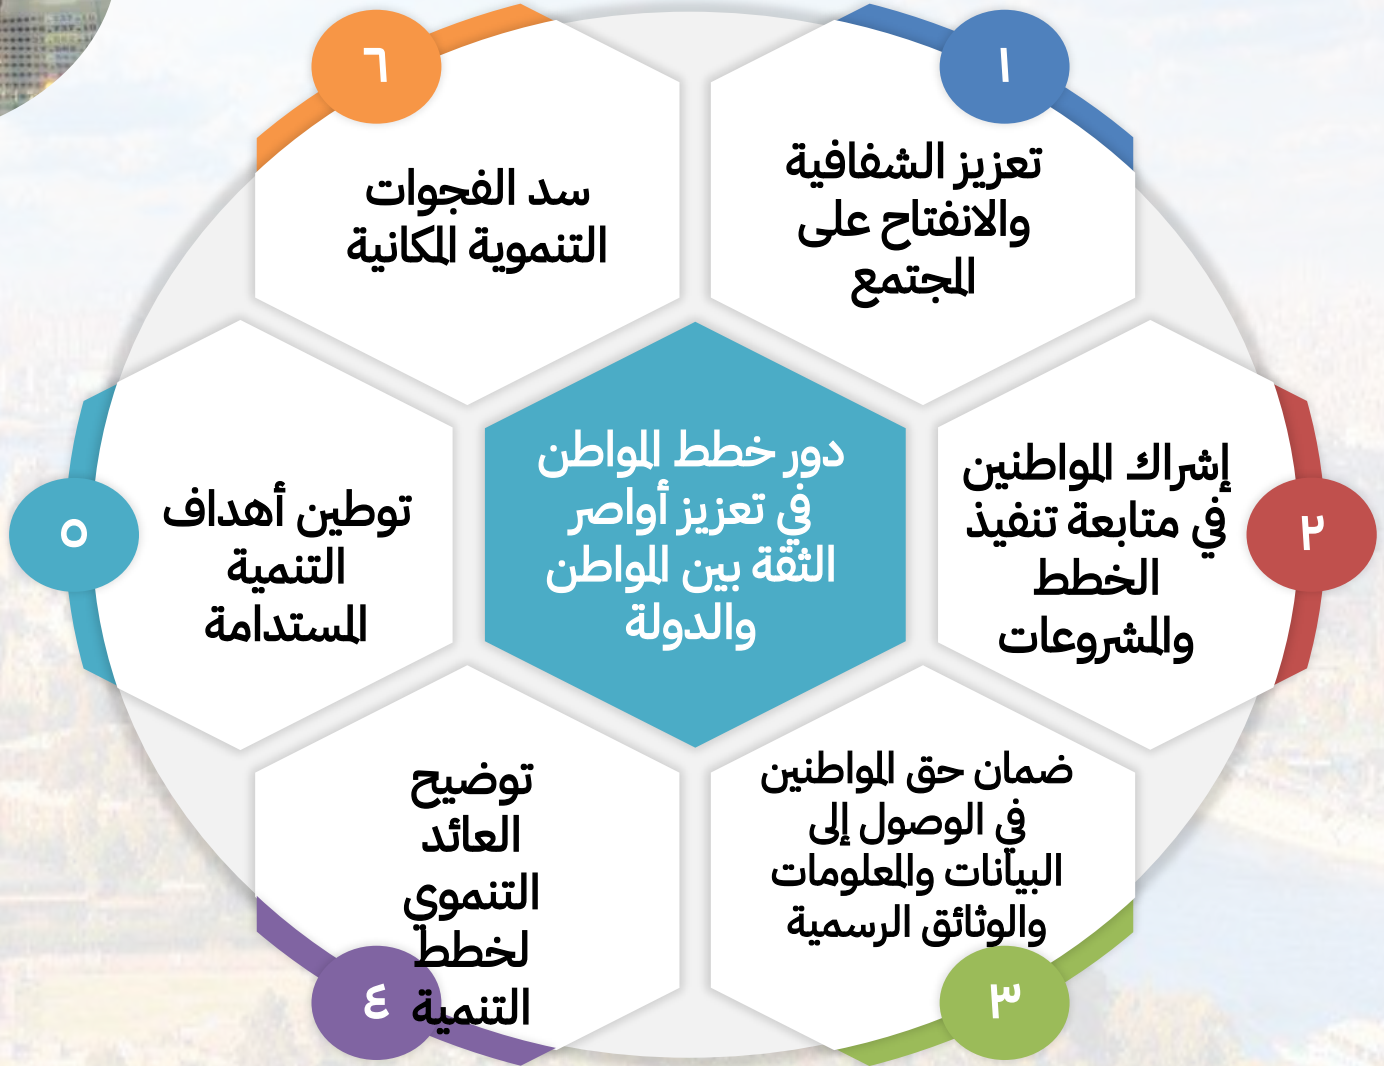 دور خطط المواطن
في تعزيز أواصر
الثقة بين المواطن
والدولة
١
تعزيز الشفافية
والانفتاح على
المجتمع
٢
إشراك المواطنين
في متابعة تنفيذ
الخطط
والمشروعات
٣
ضمان حق المواطنين
في الوصول إلى
البيانات والمعلومات
والوثائق الرسمية
٤
توضيح
العائد
التنموي
لخطط
التنمية
٥
توطين أهداف
التنمية
المستدامة
٦
سد الفجوات
التنموية المكانية